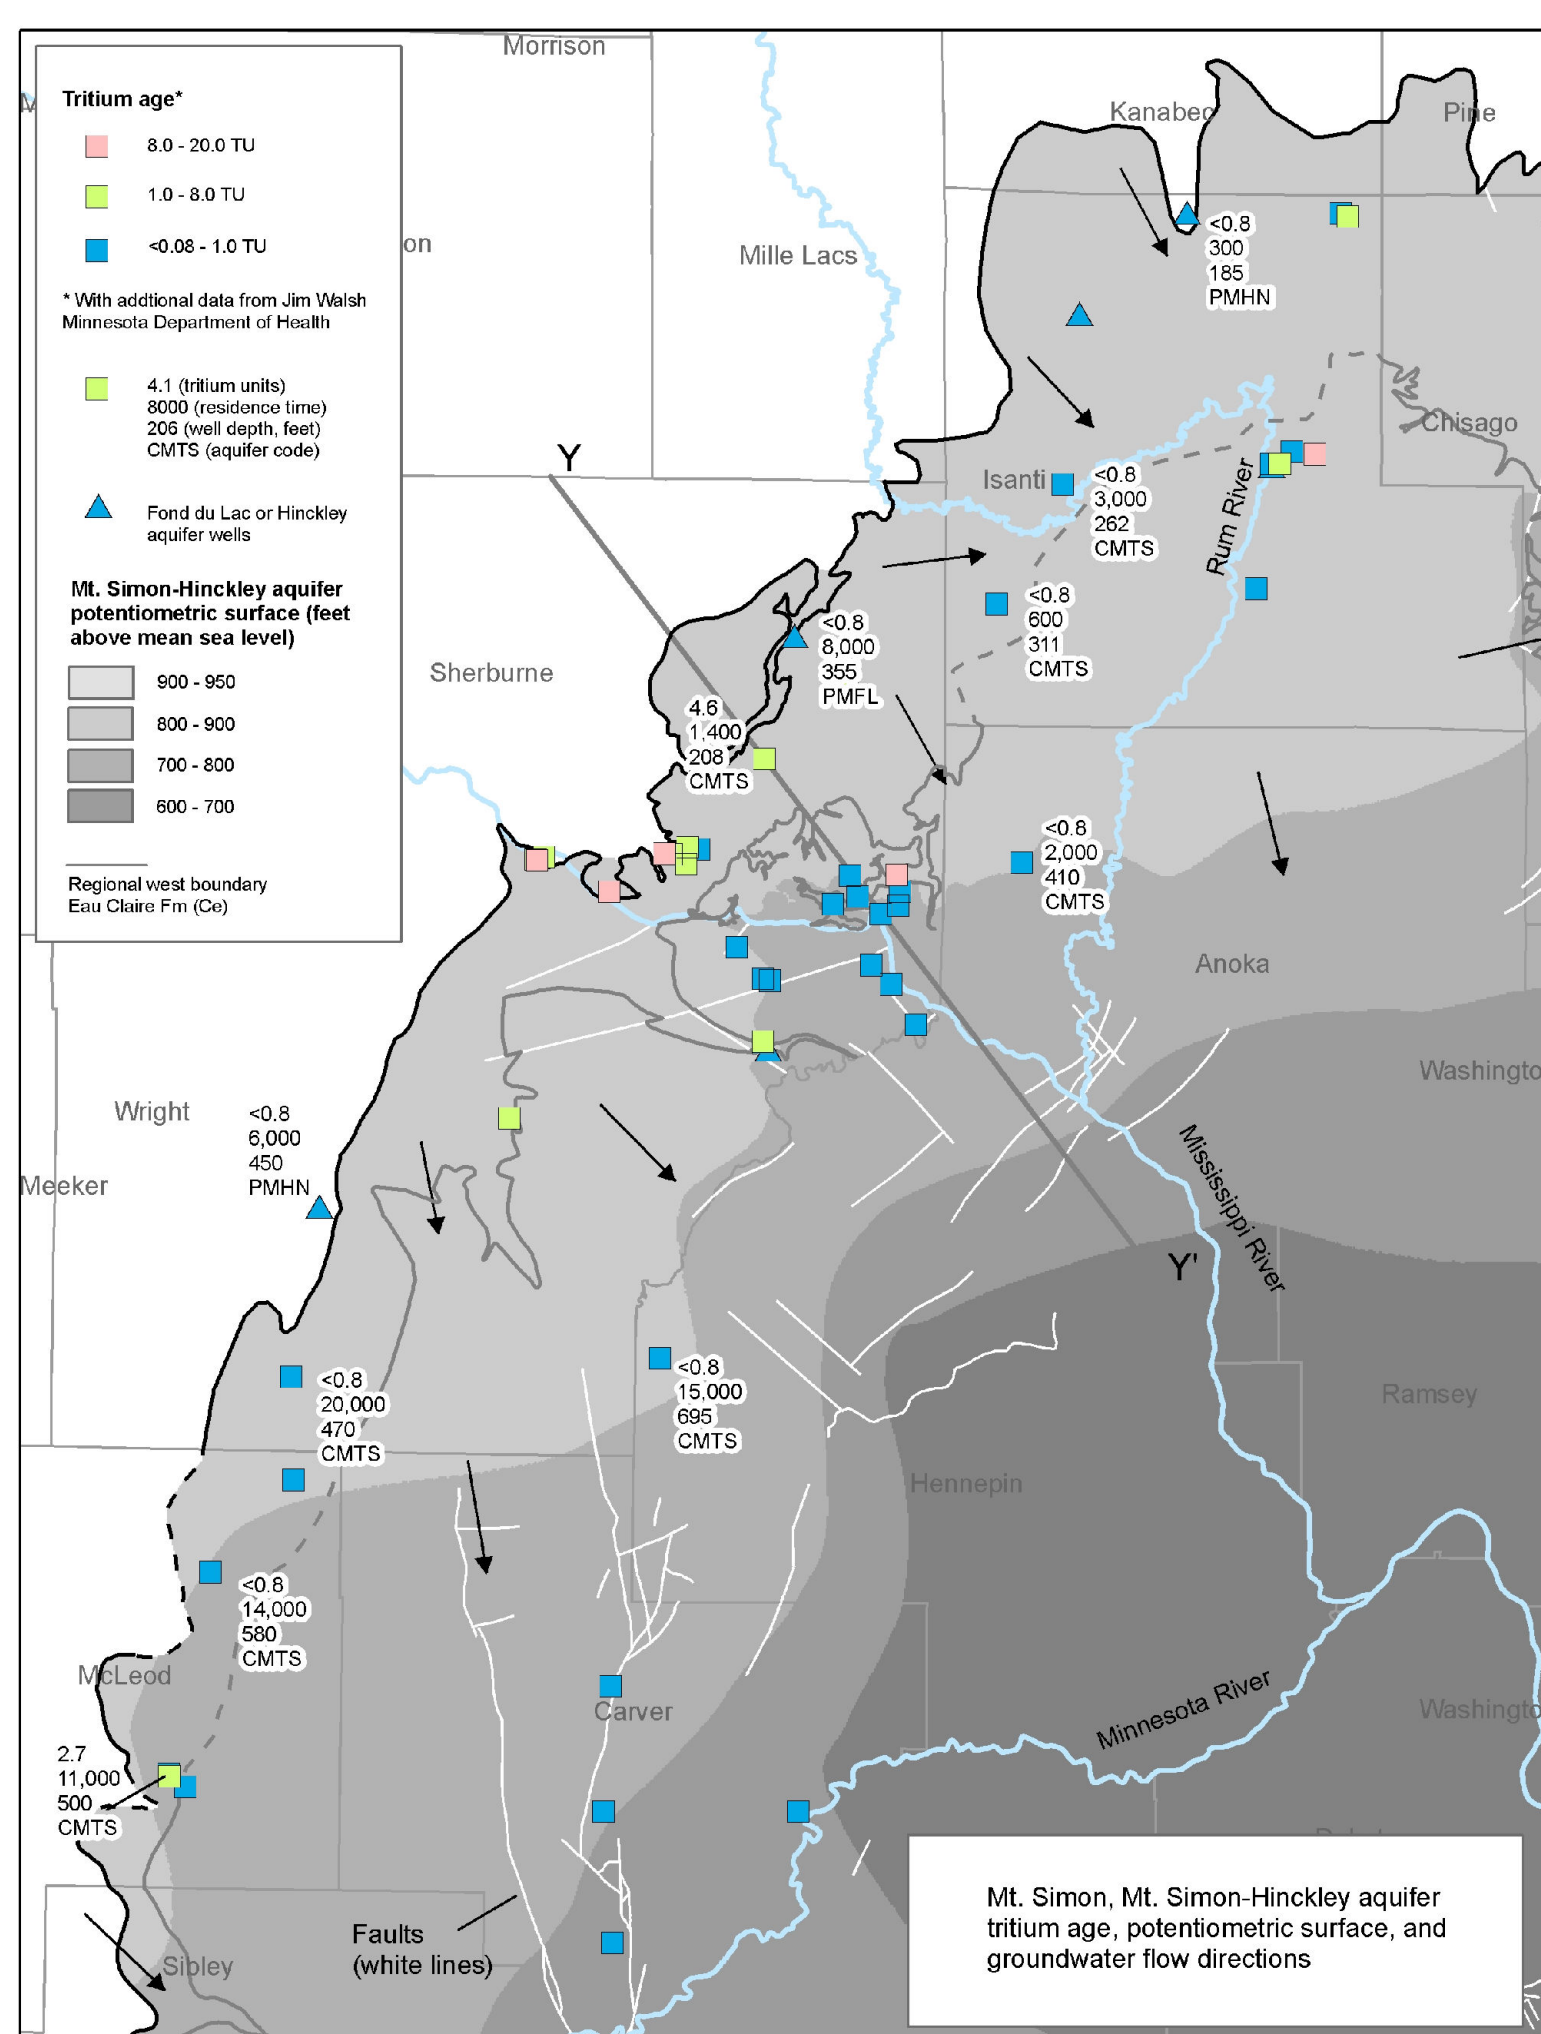 Morrison
Kanabec
Pine
Tritium age*
8.0 - 20.0 TU
1.0 - 8.0 TU
<0.08 - 1.0 TU
* With addtional data from Jim Walsh
Minnesota Department of Health
4.1 (tritium units)
8000 (residence time)
206 (well depth, feet)
CMTS (aquifer code)
Fond du Lac or Hinckley
aquifer wells
Mt. Simon-Hinckley aquifer
potentiometric surface (feet
above mean sea level)
900 - 950
800 - 900
700 - 800
600 - 700
Regional west boundary
Eau Claire Fm (Ce)
on
Mille Lacs
<0.8
300
185
PMHN
Chisago
Y
Isanti
<0.8
3,000
262
CMTS
Rum River
<0.8
600
311
CMTS
<0.8
8,000
355
PMFL
Sherburne
4.6
1,400
208
CMTS
<0.8
2,000
410
CMTS
Anoka
Washingto
Wright
<0.8
6,000
450
PMHN
Meeker
Mississippi River
Y'
<0.8
20,000
470
CMTS
<0.8
15,000
695
CMTS
Ramsey
Hennepin
<0.8
14,000
580
CMTS
McLeod
Carver
Minnesota River
Washingto
2.7
11,000
500
CMTS
Faults
(white lines)
Sibley
Mt. Simon, Mt. Simon-Hinckley aquifer
tritium age, potentiometric surface, and
groundwater flow directions